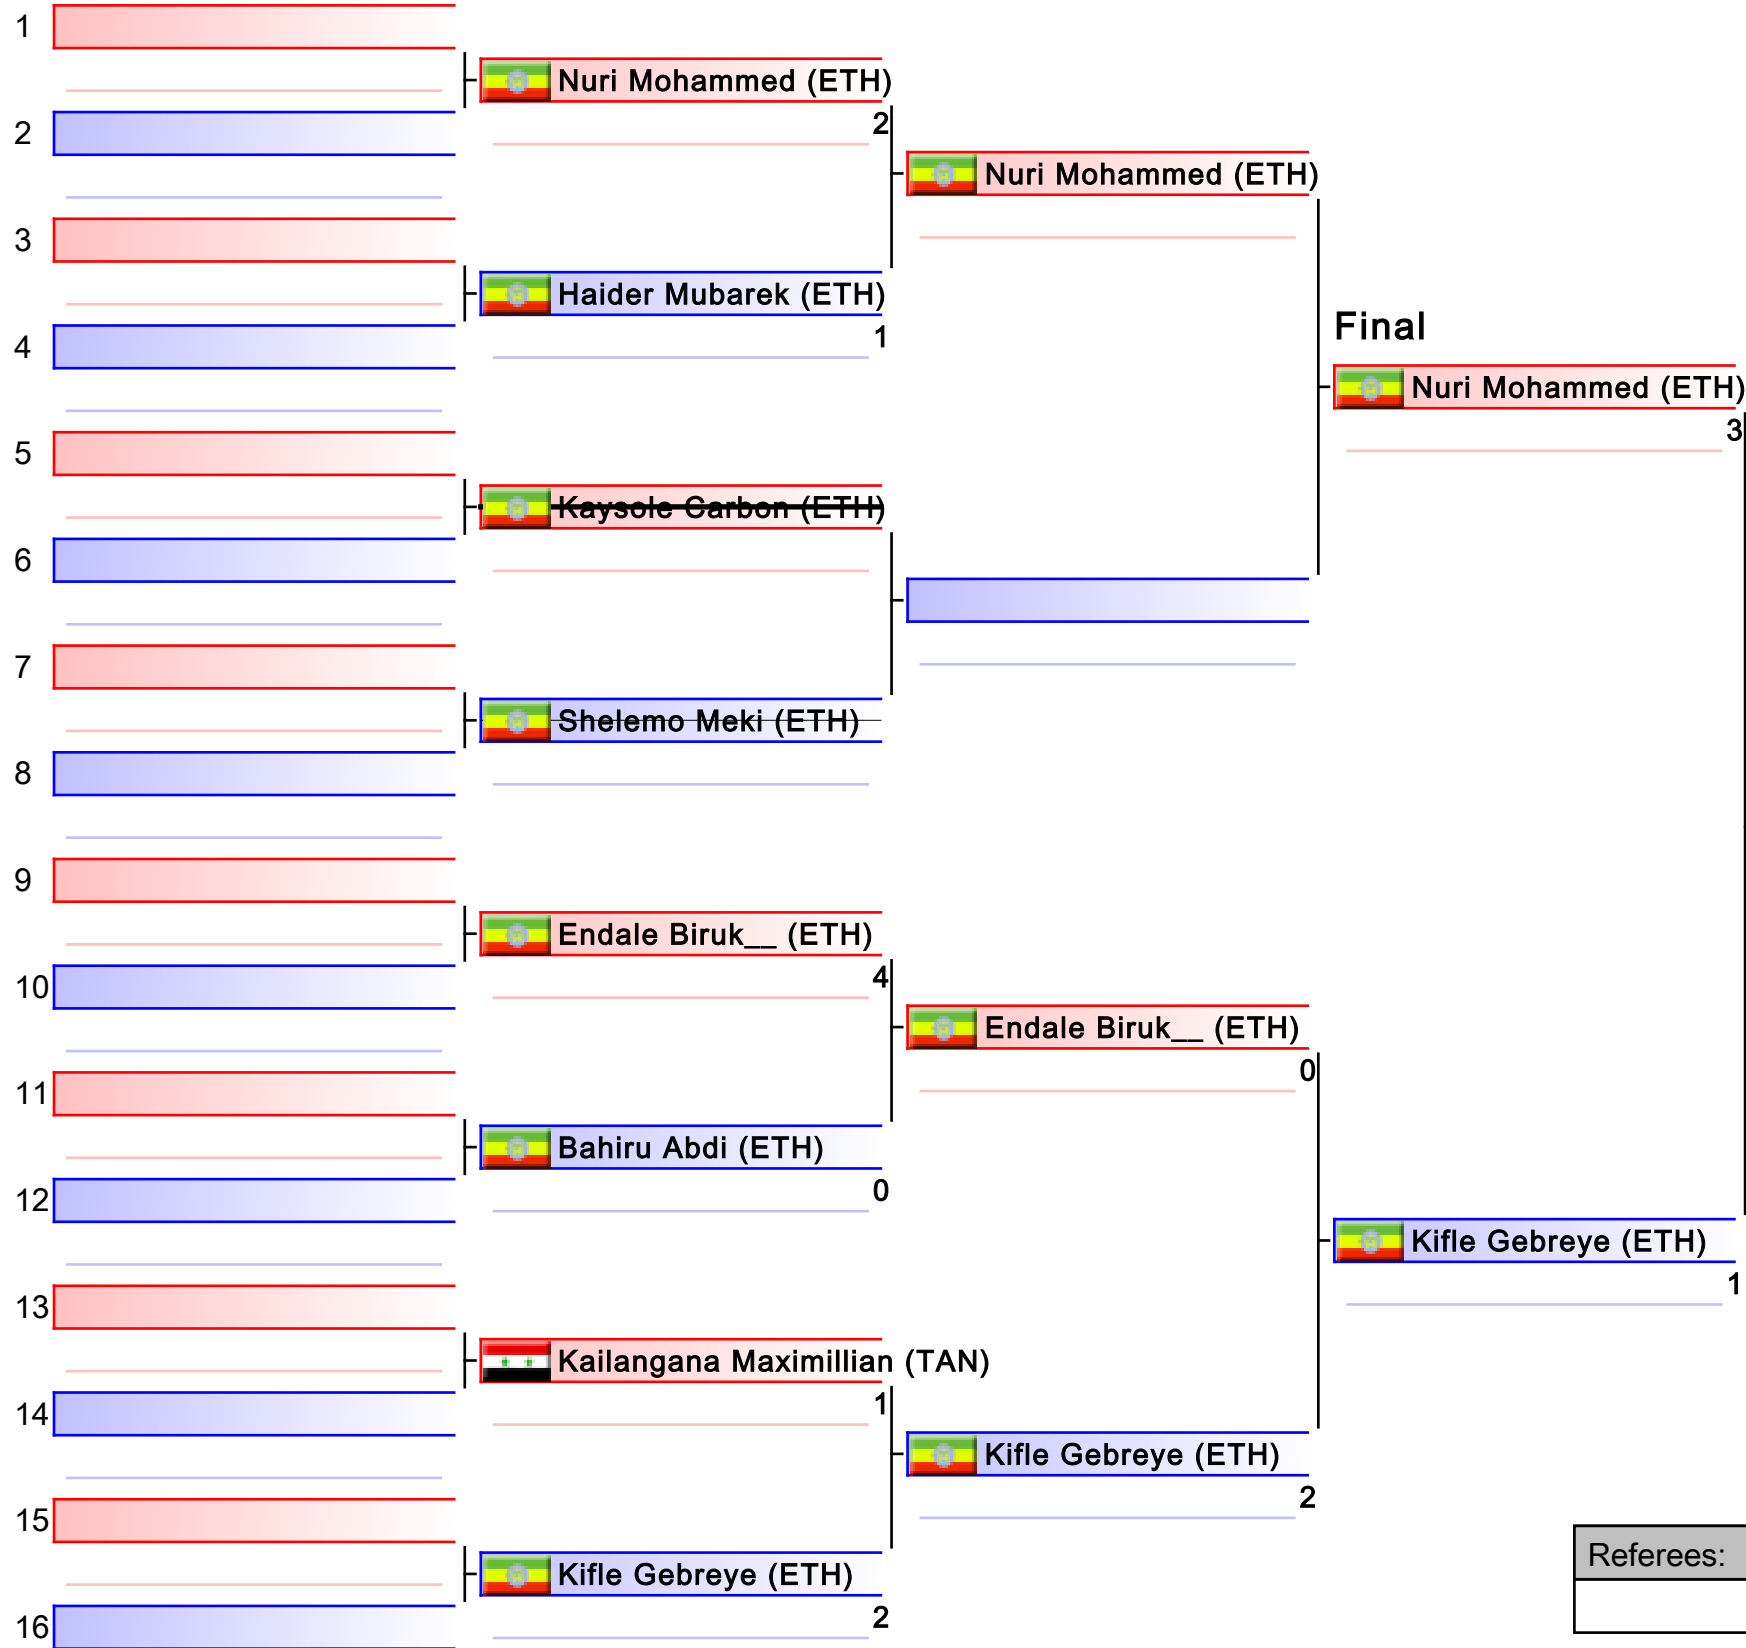 1
Nuri Mohammed (ETH)
2
2
Nuri Mohammed (ETH)
3
Haider Mubarek (ETH)
Final
4
1
Nuri Mohammed (ETH)
3
5
Kaysole Carbon (ETH)
6
7
Shelemo Meki (ETH)
8
9
Endale Biruk__ (ETH)
10
4
Endale Biruk__ (ETH)
0
11
Bahiru Abdi (ETH)
12
0
Kifle Gebreye (ETH)
1
13
Kailangana Maximillian (TAN)
14
1
Kifle Gebreye (ETH)
2
15
Referees:
Kifle Gebreye (ETH)
16
2